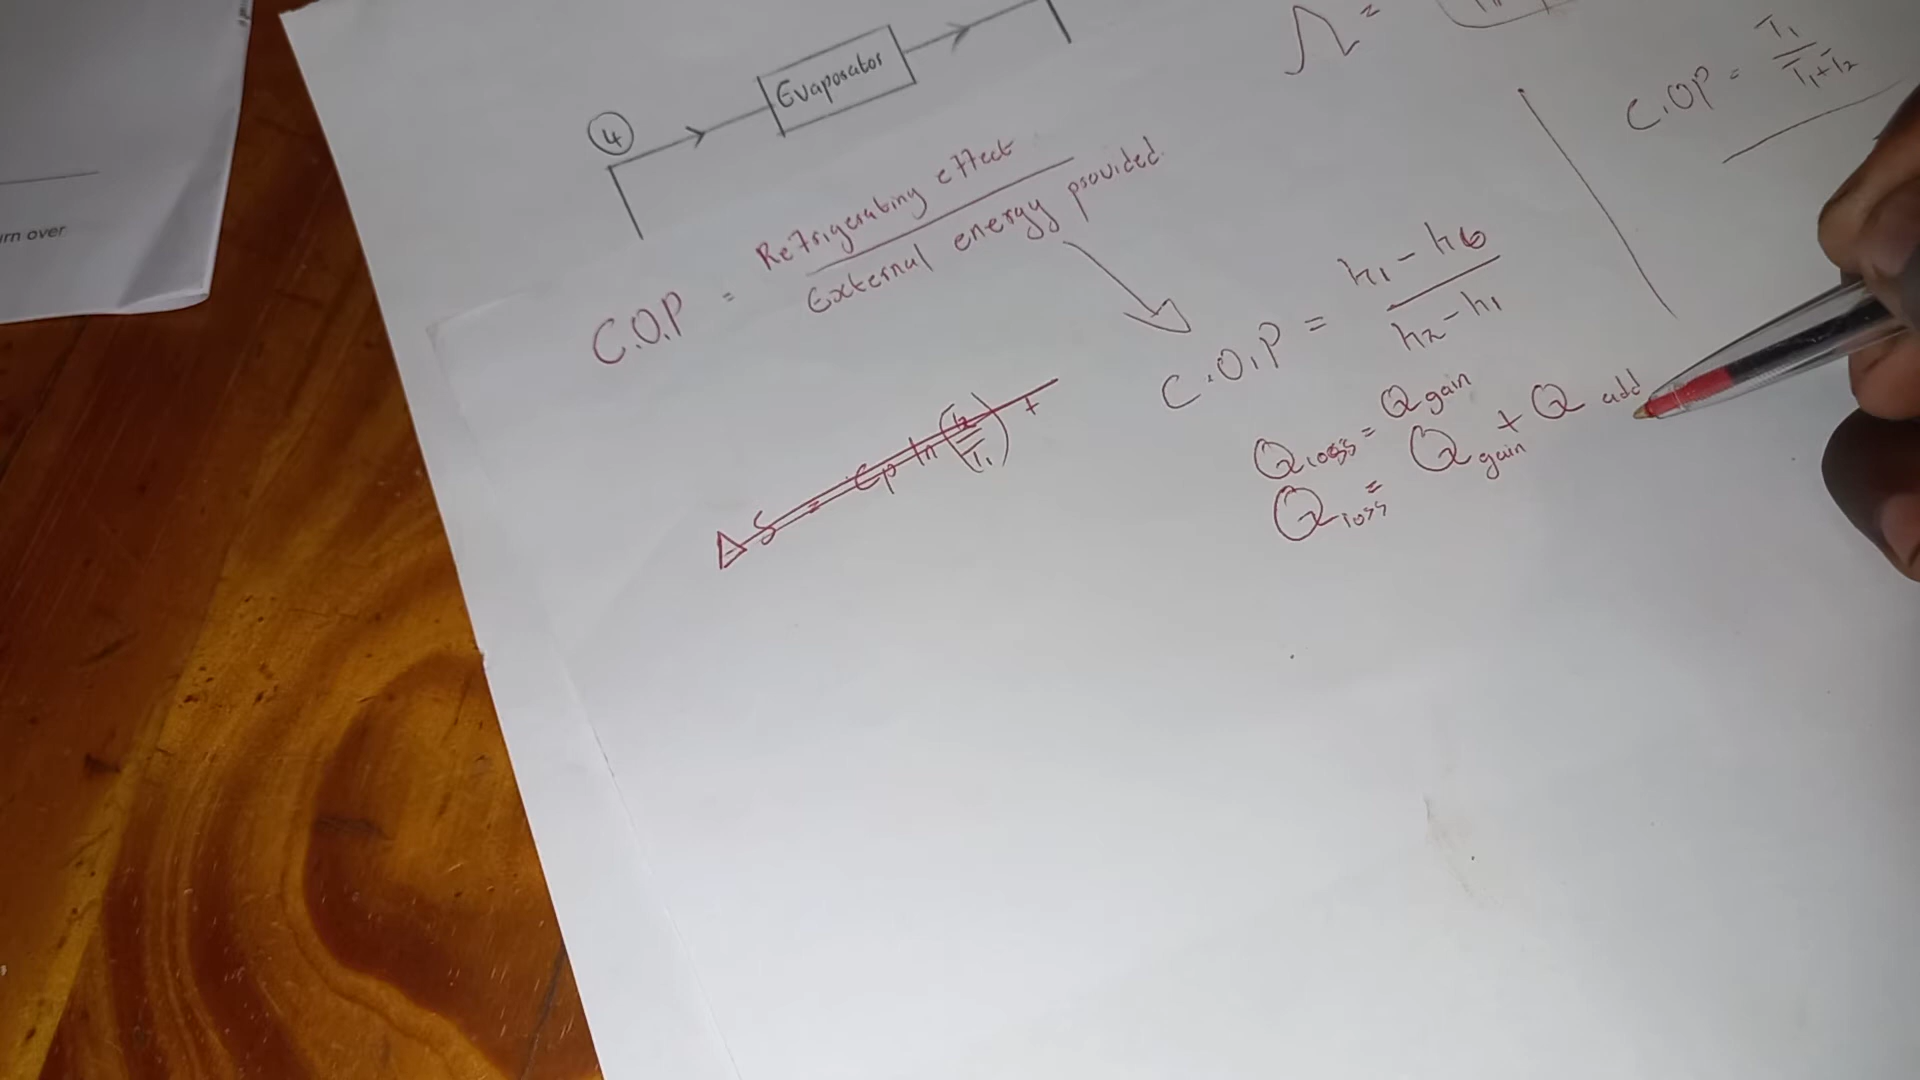 Evaporator
4
C.O.P = Refrigerating effect
External energy provided
C.O.P = T1
T1+T2
C.O.P = h1 - h6
h2 - h1
ΔS = Cp ln (T2
T1) +
Qloss = Qgain
Qloss = Qgain + Q add
urn over